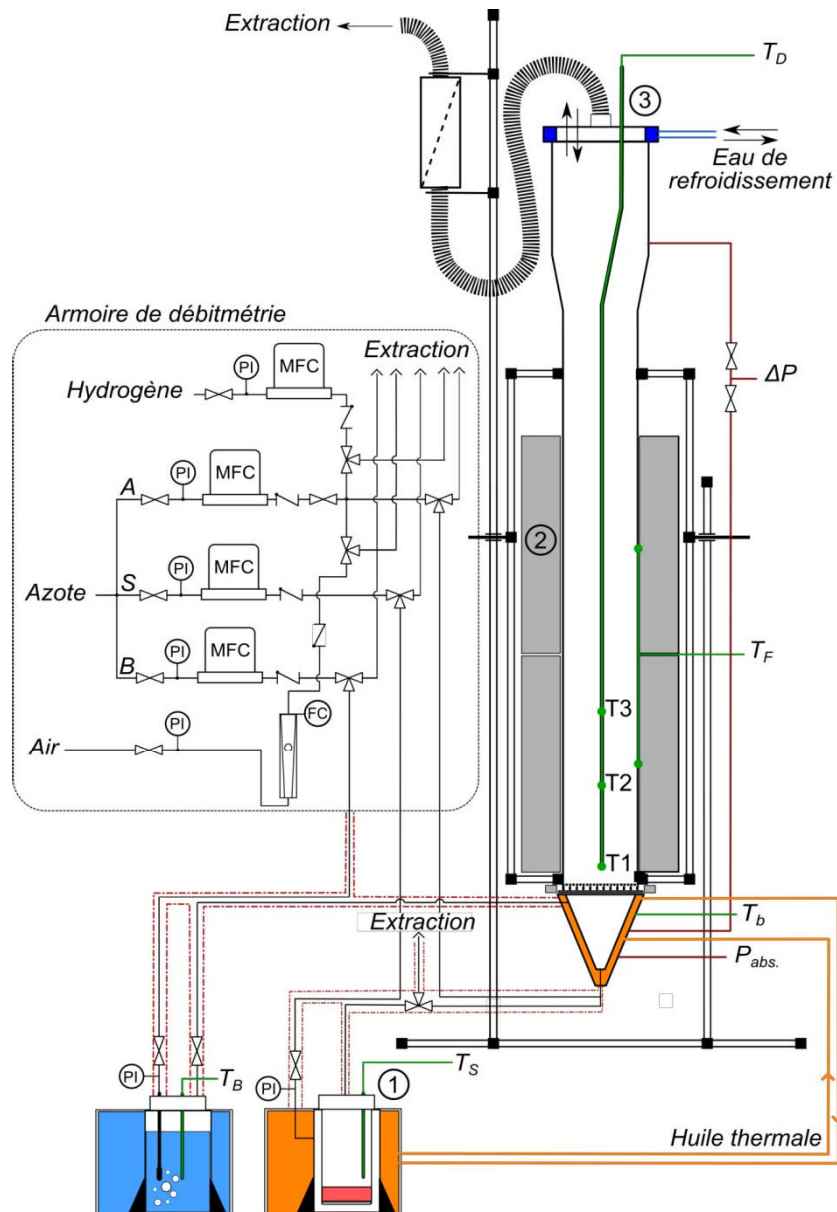 Extraction
T_D
3
Eau de
refroidissement
Armoire de débitmétrie
Extraction
MFC
PI
Hydrogène
ΔP
MFC
A
PI
2
MFC
S
PI
Azote
MFC
B
PI
T_F
T3
FC
PI
Air
T2
T1
Extraction
T_b
P_abs.
PI
T_B
PI
1
T_S
Huile thermale